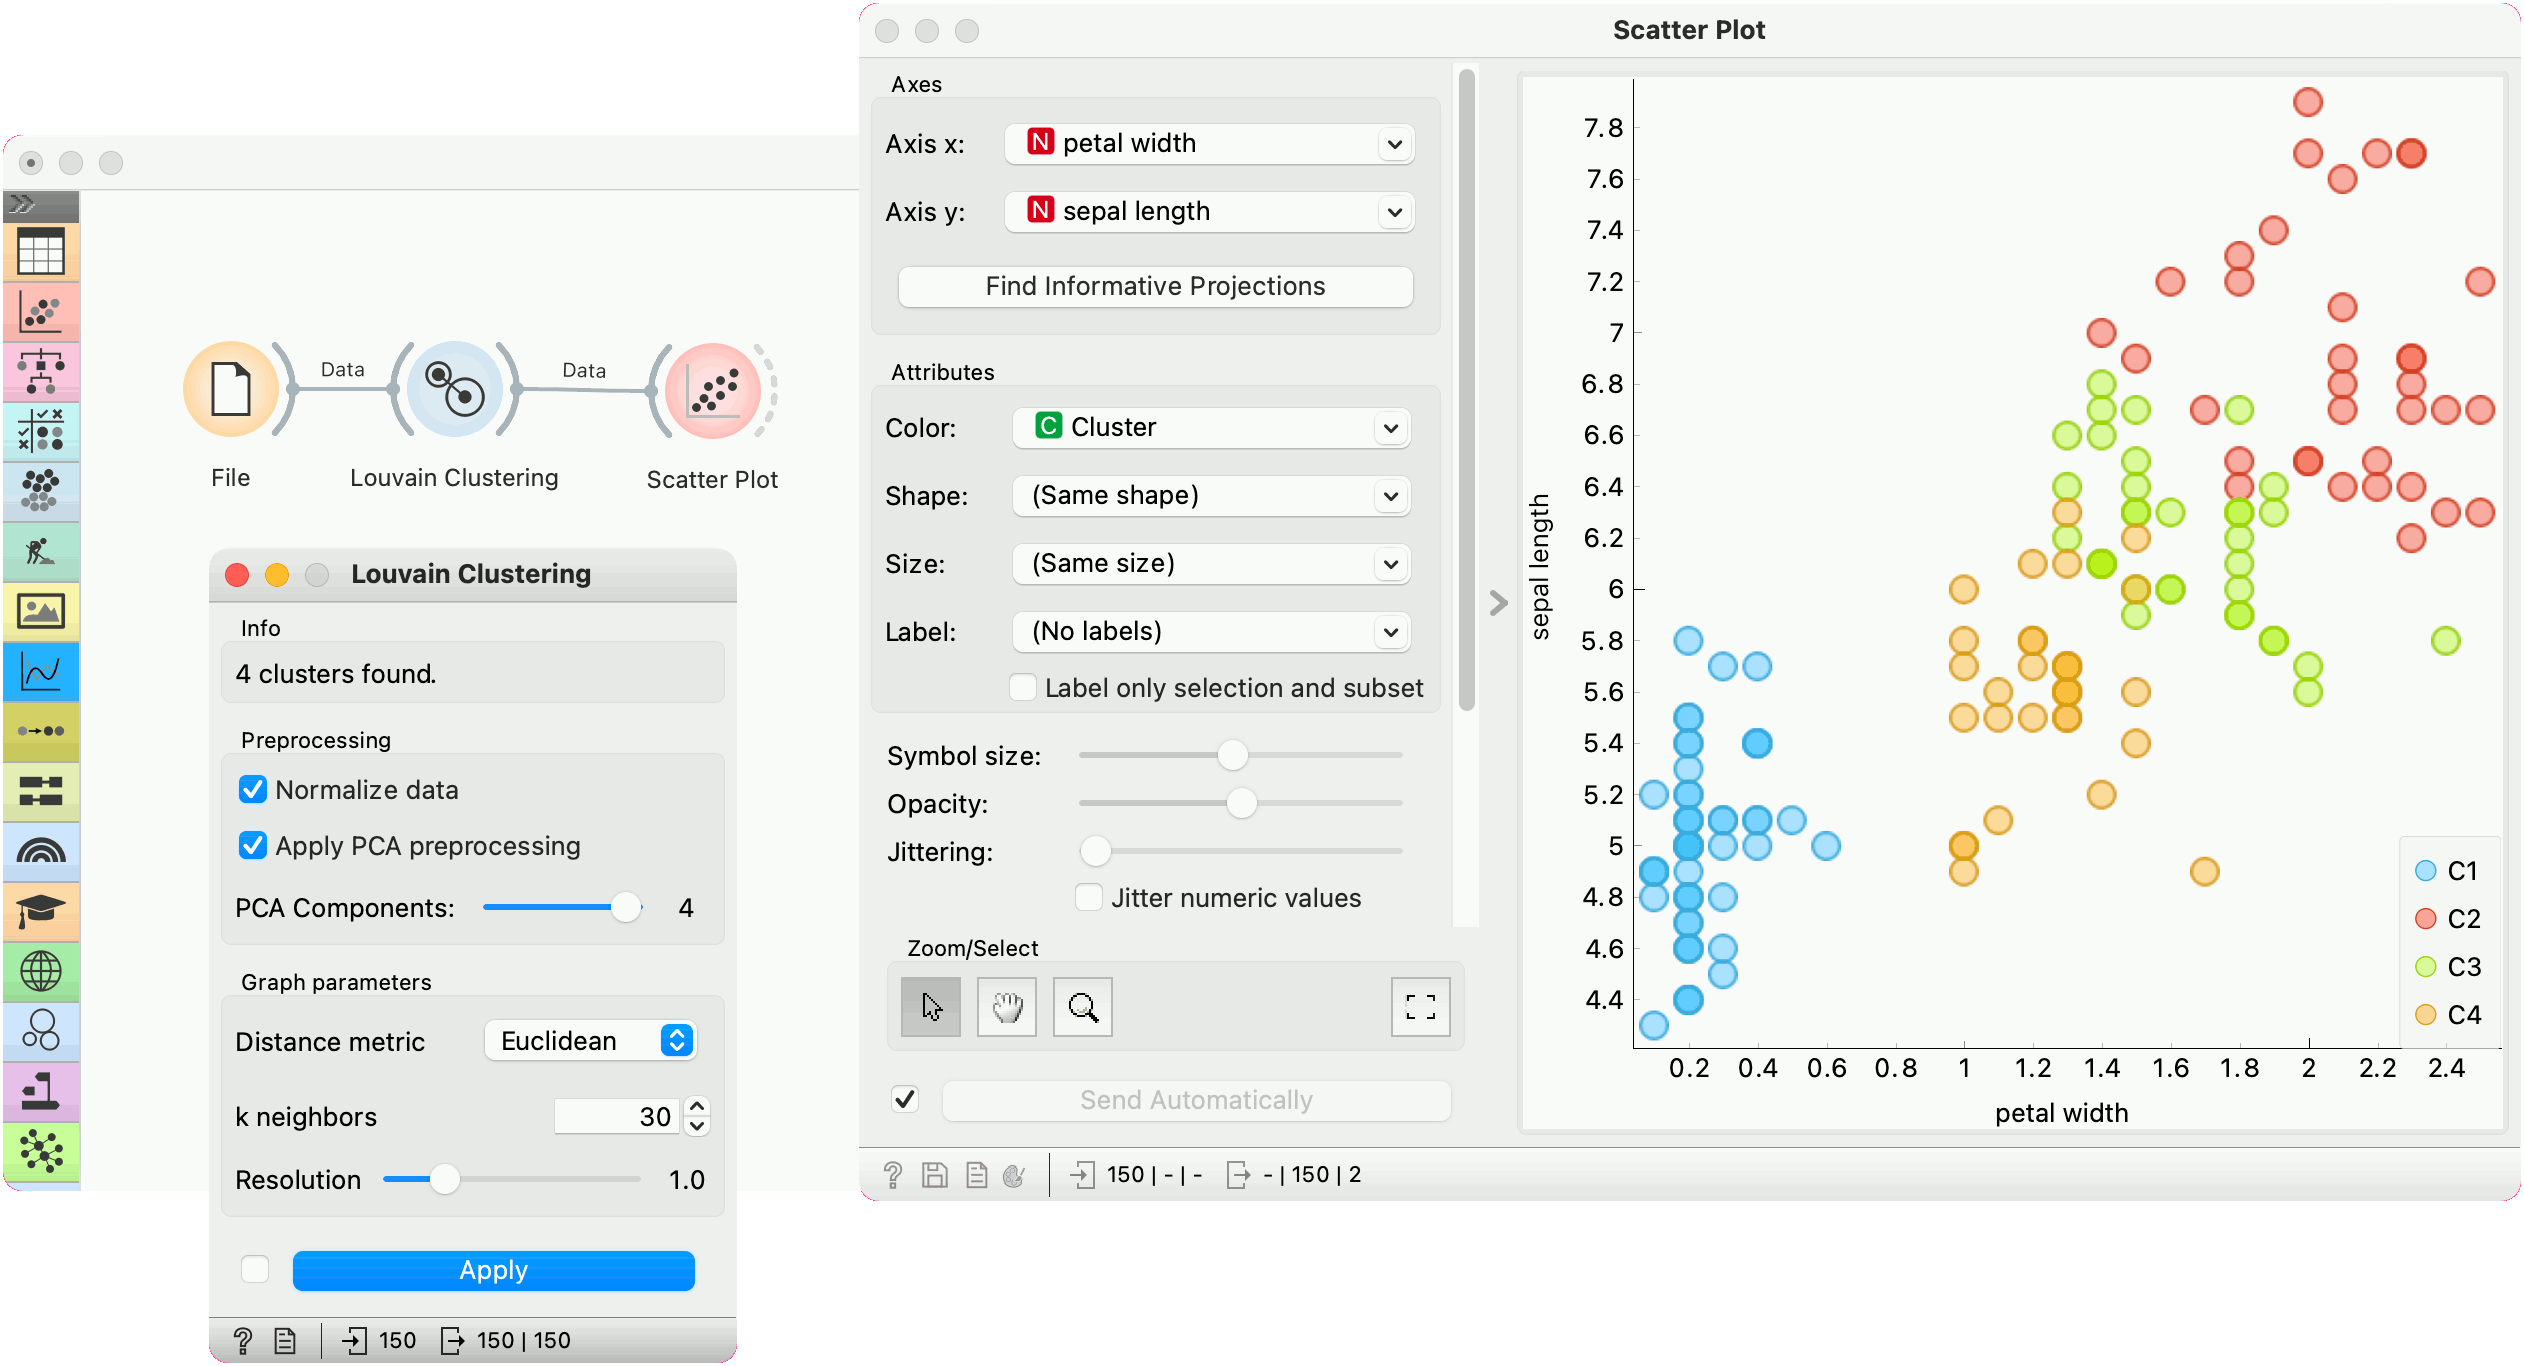 Data
Data
File
Louvain Clustering
Scatter Plot
Louvain Clustering
Info
4 clusters found.
Preprocessing
Normalize data
Apply PCA preprocessing
PCA Components: 4
Graph parameters
Distance metric Euclidean
k neighbors 30
Resolution 1.0
Apply
? 150 150 | 150
Scatter Plot
Axes
Axis x: N petal width
Axis y: N sepal length
Find Informative Projections
Attributes
Color: C Cluster
Shape: (Same shape)
Size: (Same size)
Label: (No labels)
Label only selection and subset
Symbol size:
Opacity:
Jittering:
Jitter numeric values
Zoom/Select
Send Automatically
? 150 | - | - - | 150 | 2
sepal length
7.8
7.6
7.4
7.2
7
6.8
6.6
6.4
6.2
6
5.8
5.6
5.4
5.2
5
4.8
4.6
4.4
0.2 0.4 0.6 0.8 1 1.2 1.4 1.6 1.8 2 2.2 2.4
petal width
C1
C2
C3
C4